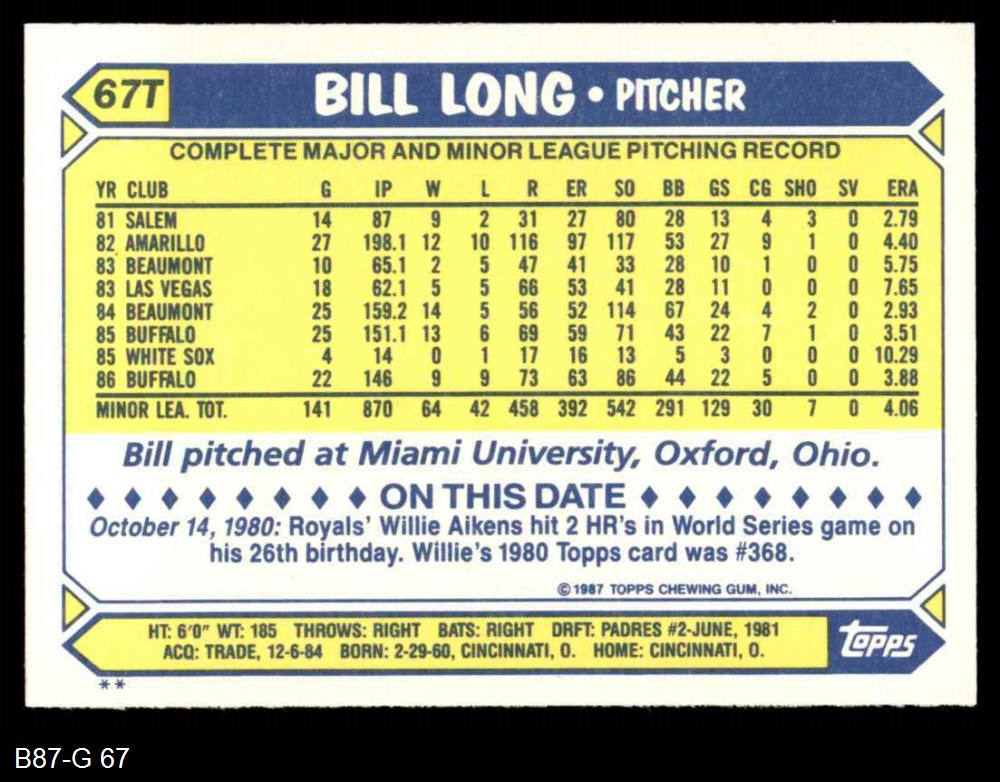 67T
BILL LONG • PITCHER
COMPLETE MAJOR AND MINOR LEAGUE PITCHING RECORD
YR CLUB G IP W L R ER SO BB GS CG SHO SV ERA
81 SALEM 14 87 9 2 31 27 80 28 13 4 3 0 2.79
82 AMARILLO 27 198.1 12 10 116 97 117 53 27 9 1 0 4.40
83 BEAUMONT 10 65.1 2 5 47 41 33 28 10 1 0 0 5.75
83 LAS VEGAS 18 62.1 5 5 66 53 41 28 11 0 0 0 7.65
84 BEAUMONT 25 159.2 14 5 56 52 114 67 24 4 2 0 2.93
85 BUFFALO 25 151.1 13 6 69 59 71 43 22 7 1 0 3.51
85 WHITE SOX 4 14 0 1 17 16 13 5 3 0 0 0 10.29
86 BUFFALO 22 146 9 9 73 63 86 44 22 5 0 0 3.88
MINOR LEA. TOT. 141 870 64 42 458 392 542 291 129 30 7 0 4.06
Bill pitched at Miami University, Oxford, Ohio.
ON THIS DATE
October 14, 1980: Royals' Willie Aikens hit 2 HR's in World Series game on
his 26th birthday. Willie's 1980 Topps card was #368.
© 1987 TOPPS CHEWING GUM, INC.
HT: 6'0" WT: 185 THROWS: RIGHT BATS: RIGHT DRFT: PADRES #2-JUNE, 1981
ACQ: TRADE, 12-6-84 BORN: 2-29-60, CINCINNATI, O. HOME: CINCINNATI, O.
Topps
**
B87-G 67